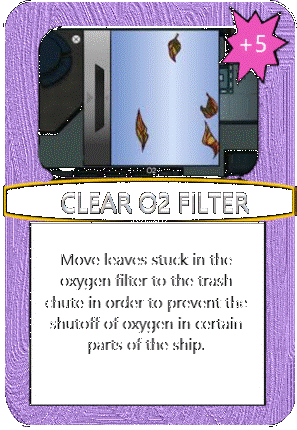 +5
O2
CLEAR O2 FILTER
Move leaves stuck in the
oxygen filter to the trash
chute in order to prevent the
shutoff of oxygen in certain
parts of the ship.